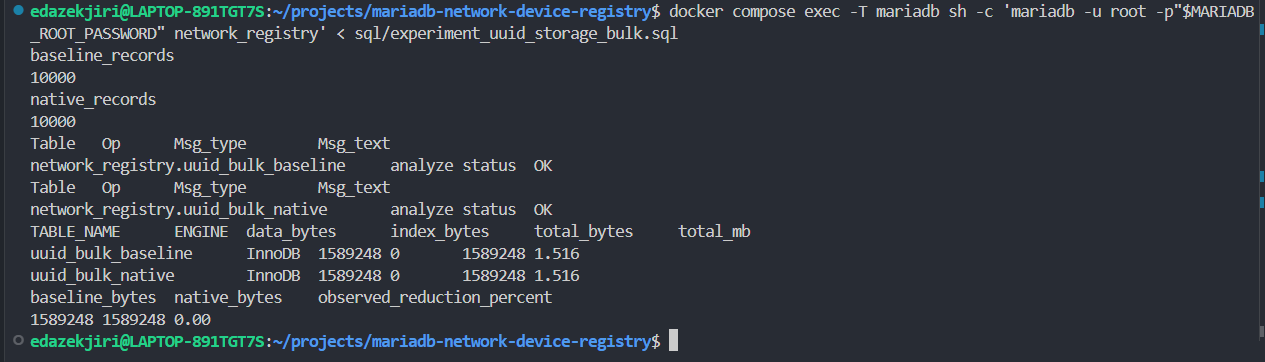 edazekjiri@LAPTOP-891TGT7S:~/projects/mariadb-network-device-registry$ docker compose exec -T mariadb sh -c 'mariadb -u root -p"$MARIADB
_ROOT_PASSWORD" network_registry' < sql/experiment_uuid_storage_bulk.sql
baseline_records
10000
native_records
10000
Table Op Msg_type Msg_text
network_registry.uuid_bulk_baseline analyze status OK
Table Op Msg_type Msg_text
network_registry.uuid_bulk_native analyze status OK
TABLE_NAME ENGINE data_bytes index_bytes total_bytes total_mb
uuid_bulk_baseline InnoDB 1589248 0 1589248 1.516
uuid_bulk_native InnoDB 1589248 0 1589248 1.516
baseline_bytes native_bytes observed_reduction_percent
1589248 1589248 0.00
edazekjiri@LAPTOP-891TGT7S:~/projects/mariadb-network-device-registry$